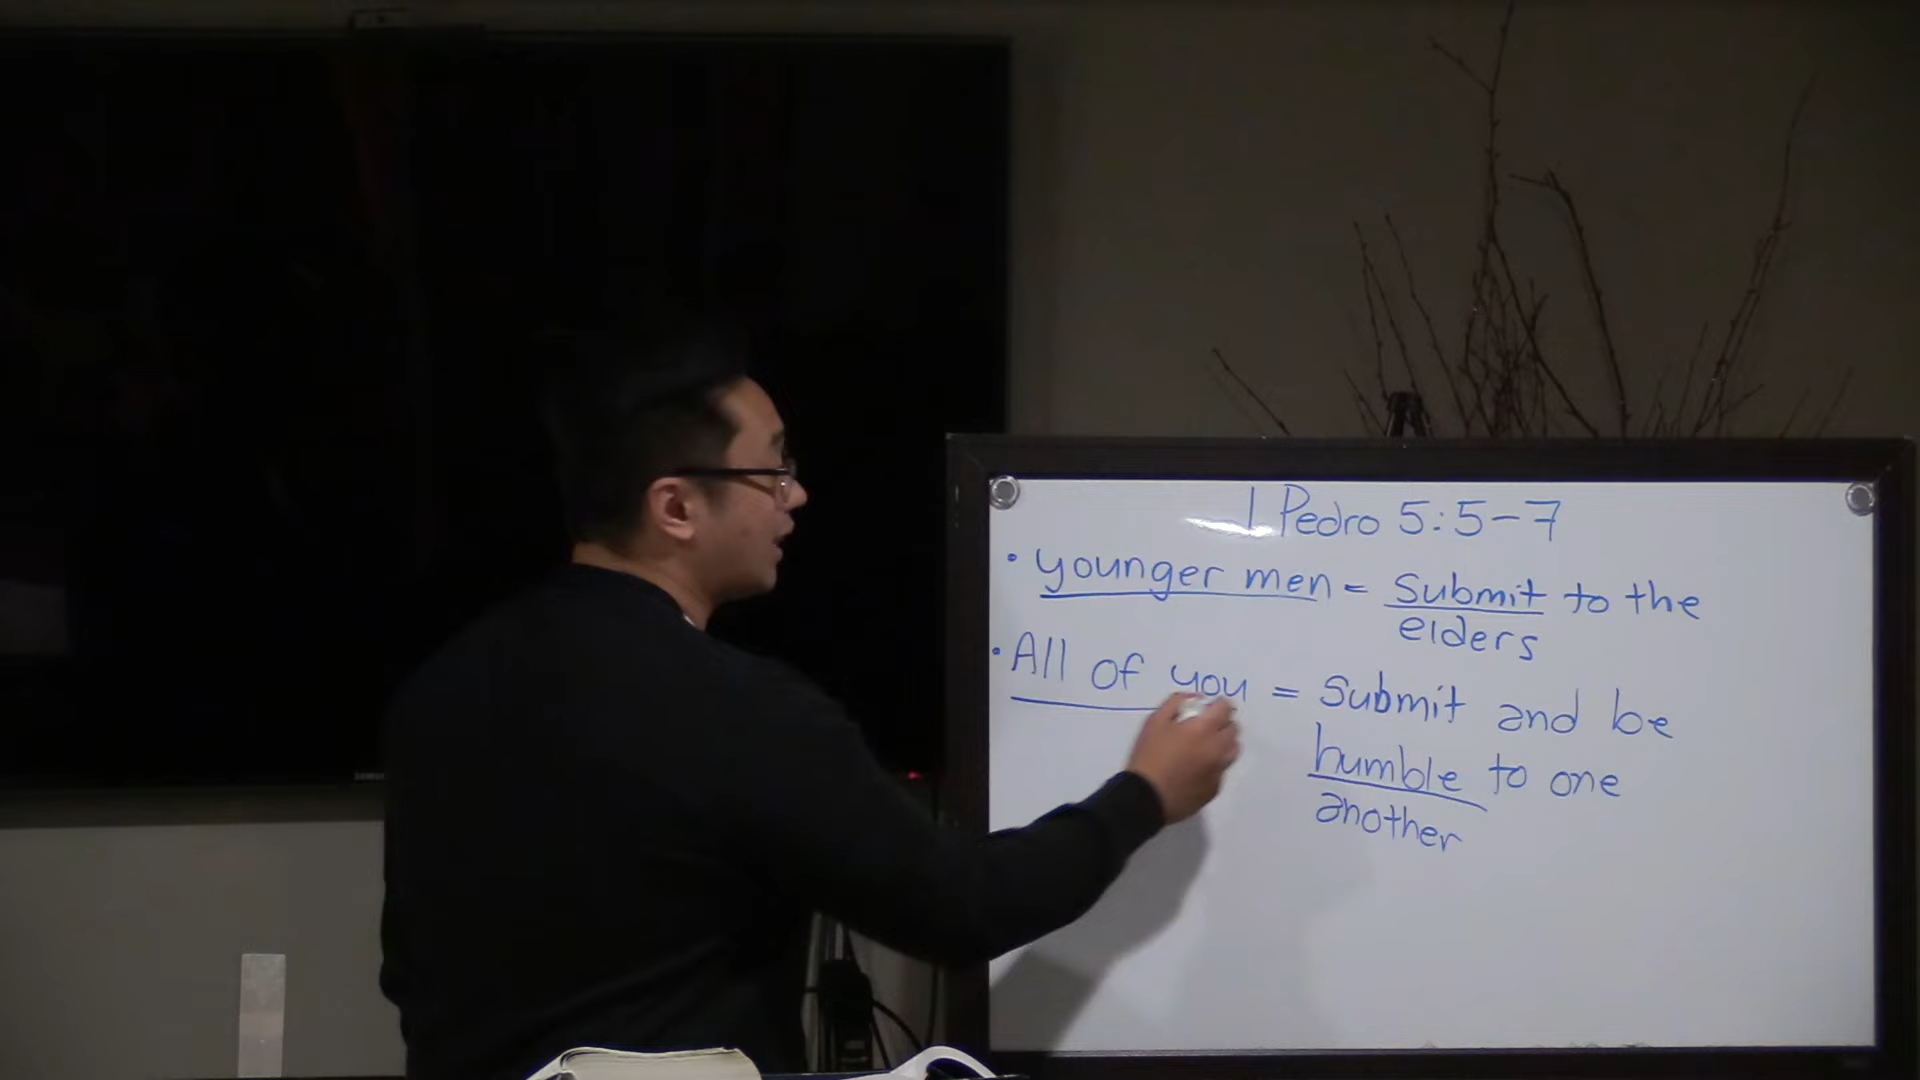 1 Pedro 5:5-7
• younger men = Submit to the
elders
• All of you = Submit and be
humble to one
another
SAMSUNG